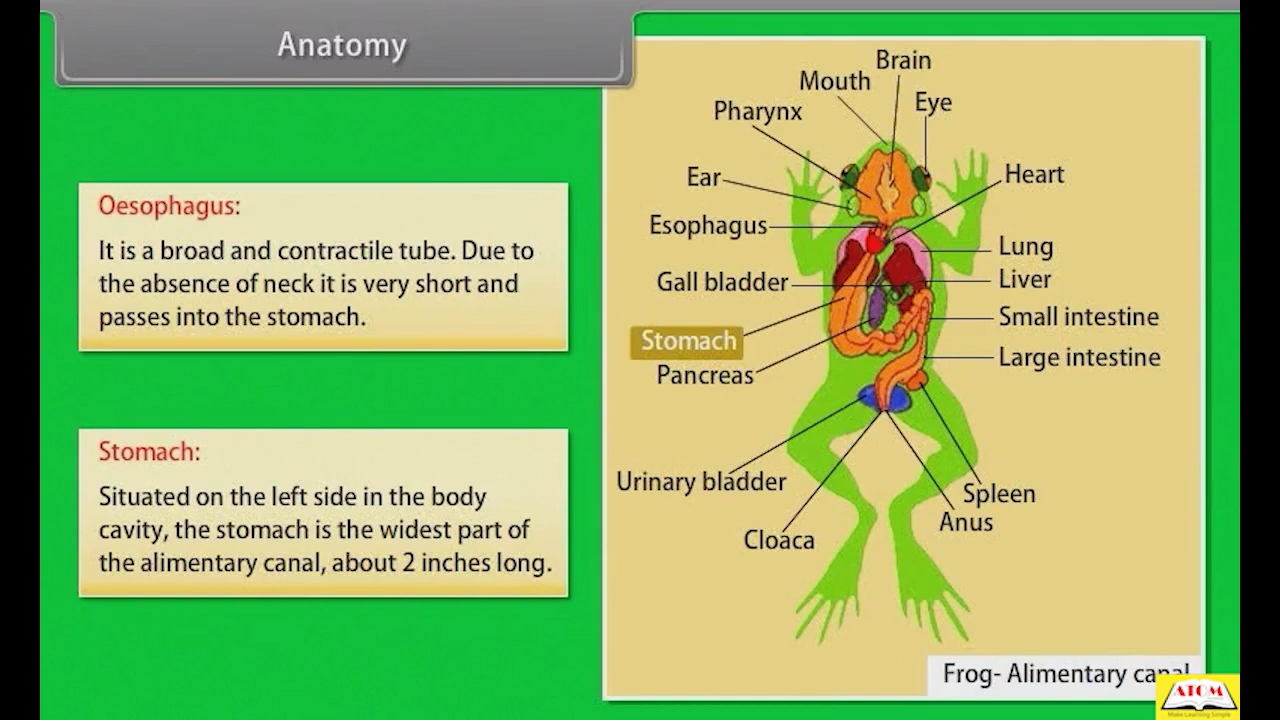 Anatomy
Oesophagus:
It is a broad and contractile tube. Due to
the absence of neck it is very short and
passes into the stomach.
Stomach:
Situated on the left side in the body
cavity, the stomach is the widest part of
the alimentary canal, about 2 inches long.
Brain
Mouth
Eye
Pharynx
Ear
Heart
Esophagus
Lung
Gall bladder
Liver
Small intestine
Stomach
Large intestine
Pancreas
Urinary bladder
Spleen
Anus
Cloaca
Frog- Alimentary canal
ATOM
Make Learning Simple